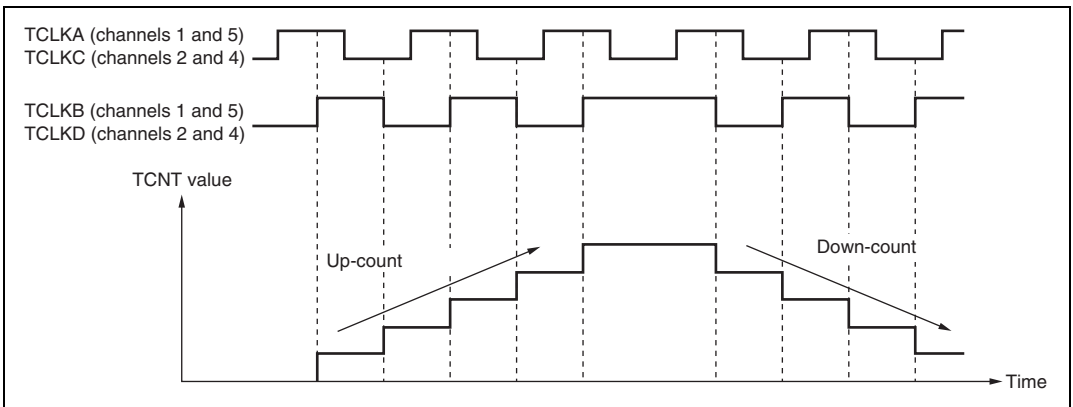 TCLKA (channels 1 and 5)
TCLKC (channels 2 and 4)
TCLKB (channels 1 and 5)
TCLKD (channels 2 and 4)
TCNT value
Up-count
Down-count
Time